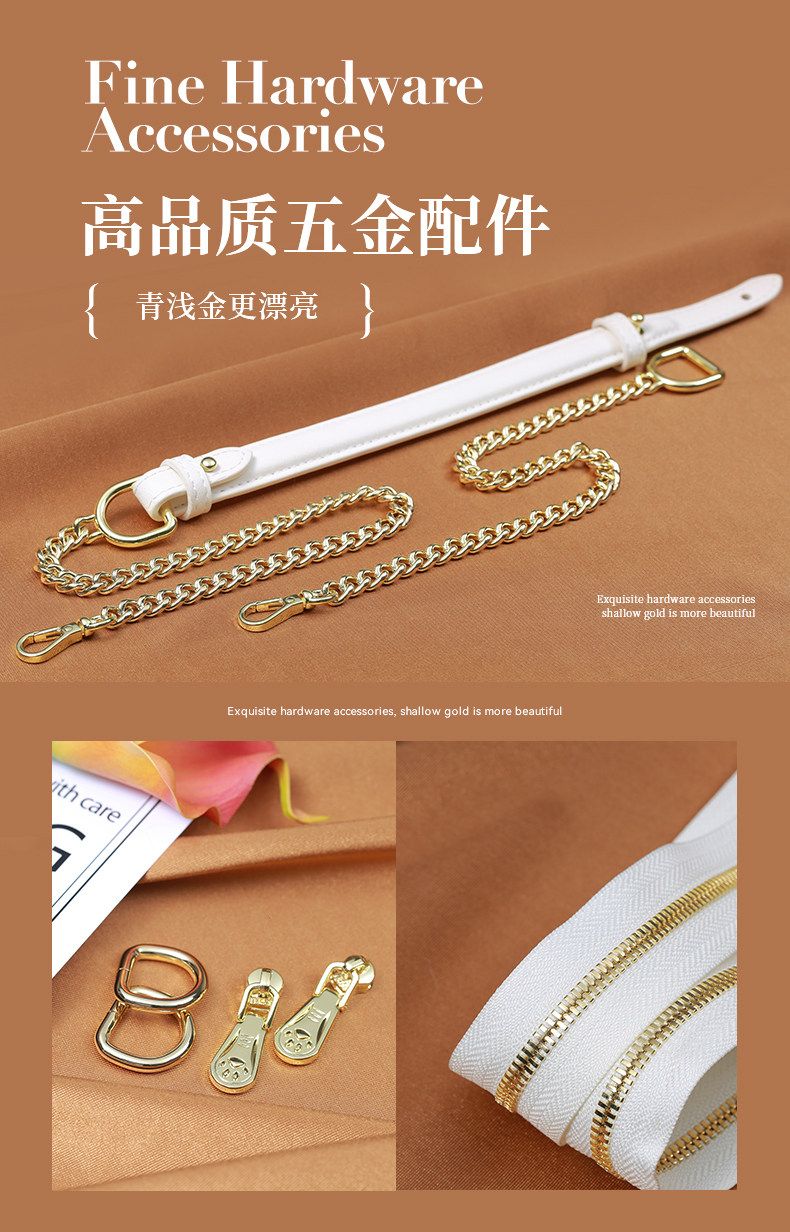 Fine Hardware
Accessories
高品质五金配件
{ 青浅金更漂亮 }
Exquisite hardware accessories
shallow gold is more beautiful
Exquisite hardware accessories, shallow gold is more beautiful
with care
G